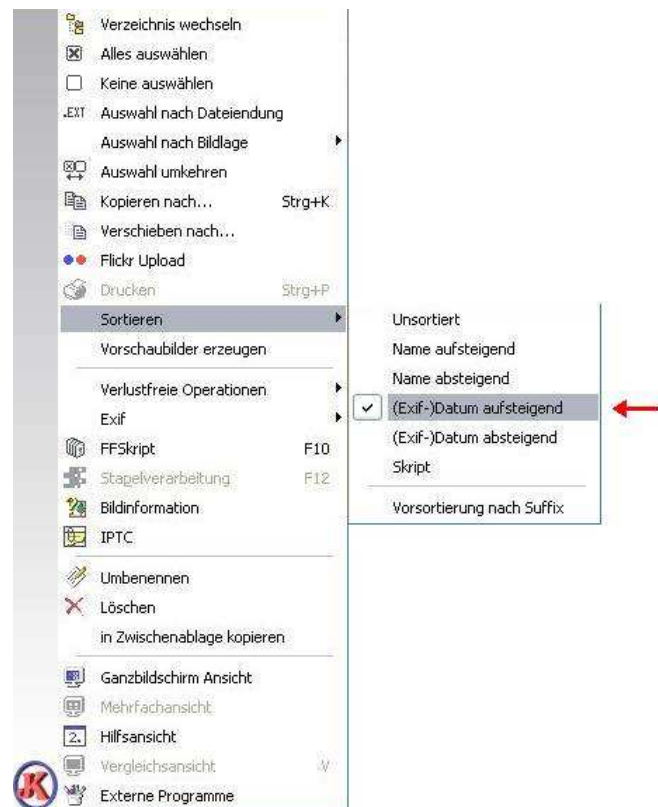 Verzeichnis wechseln
Alles auswählen
Keine auswählen
.EXT Auswahl nach Dateiendung
Auswahl nach Bildlage
Auswahl umkehren
Kopieren nach... Strg+K
Verschieben nach...
Flickr Upload
Drucken Strg+P
Sortieren
Vorschaubilder erzeugen
Verlustfreie Operationen
Exif
FFSkript F10
Stapelverarbeitung F12
Bildinformation
IPTC
Umbenennen
Löschen
in Zwischenablage kopieren
Ganzbildschirm Ansicht
Mehrfachansicht
2. Hilfsansicht
Vergleichsansicht V
Externe Programme
Unsortiert
Name aufsteigend
Name absteigend
(Exif-)Datum aufsteigend
(Exif-)Datum absteigend
Skript
Vorsortierung nach Suffix
K